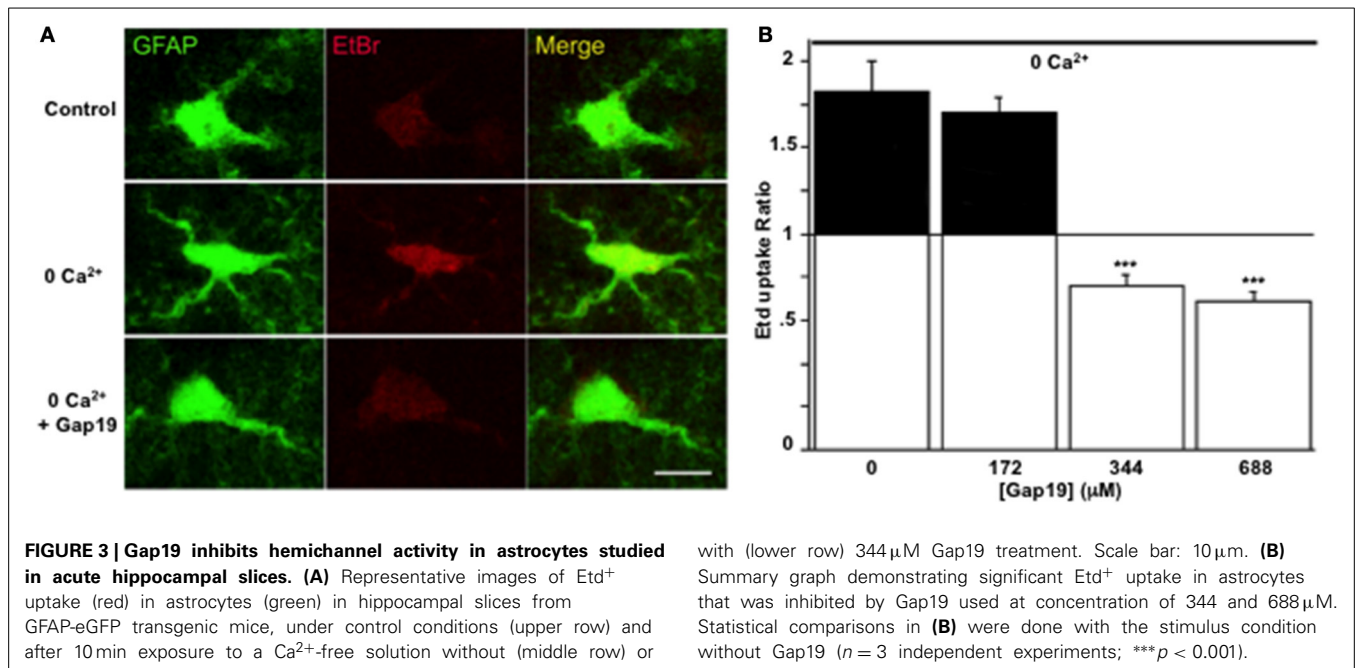 A
GFAP
EtBr
Merge
Control
0 Ca²⁺
0 Ca²⁺
+ Gap19
B
0 Ca²⁺
2
1.5
1
.5
0
Etd uptake Ratio
***
***
0 172 344 688
[Gap19] (μM)
FIGURE 3 | Gap19 inhibits hemichannel activity in astrocytes studied
in acute hippocampal slices. (A) Representative images of Etd⁺
uptake (red) in astrocytes (green) in hippocampal slices from
GFAP-eGFP transgenic mice, under control conditions (upper row) and
after 10 min exposure to a Ca²⁺-free solution without (middle row) or
with (lower row) 344 μM Gap19 treatment. Scale bar: 10 μm. (B)
Summary graph demonstrating significant Etd⁺ uptake in astrocytes
that was inhibited by Gap19 used at concentration of 344 and 688 μM.
Statistical comparisons in (B) were done with the stimulus condition
without Gap19 (n = 3 independent experiments; ***p < 0.001).